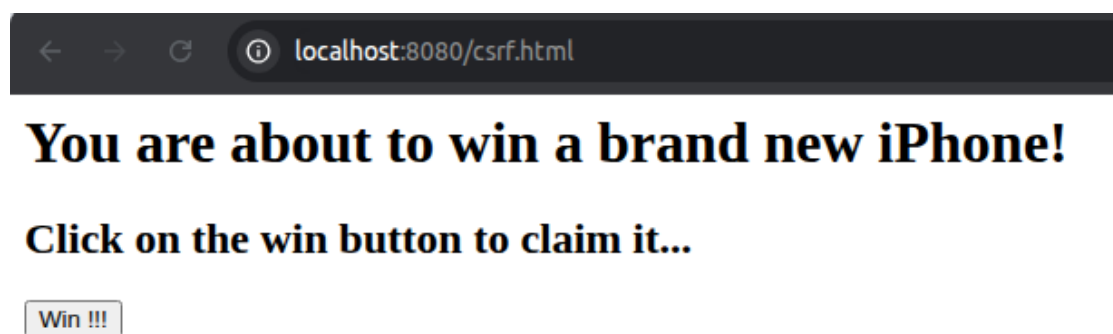 localhost:8080/csrf.html
You are about to win a brand new iPhone!
Click on the win button to claim it...
Win !!!